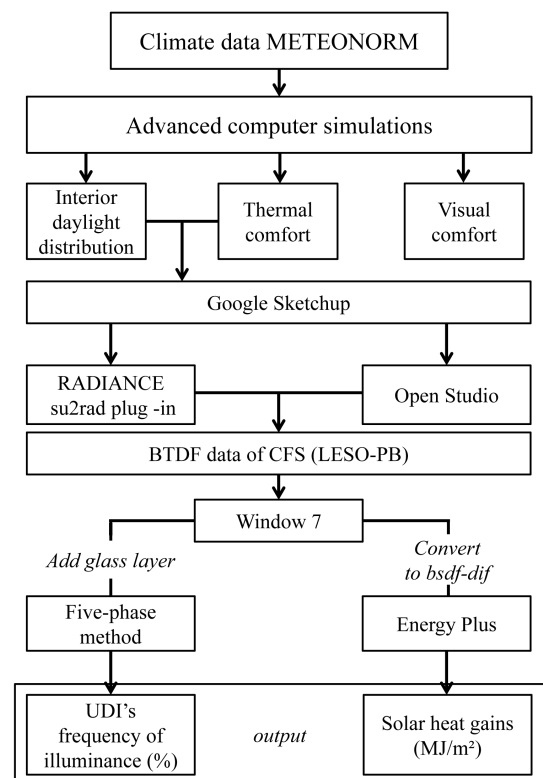 Climate data METEONORM
Advanced computer simulations
Interior
daylight
distribution
Thermal
comfort
Visual
comfort
Google Sketchup
RADIANCE
su2rad plug -in
Open Studio
BTDF data of CFS (LESO-PB)
Window 7
Add glass layer
Convert
to bsdf-dif
Five-phase
method
Energy Plus
UDI's
frequency of
illuminance (%)
output
Solar heat gains
(MJ/m²)